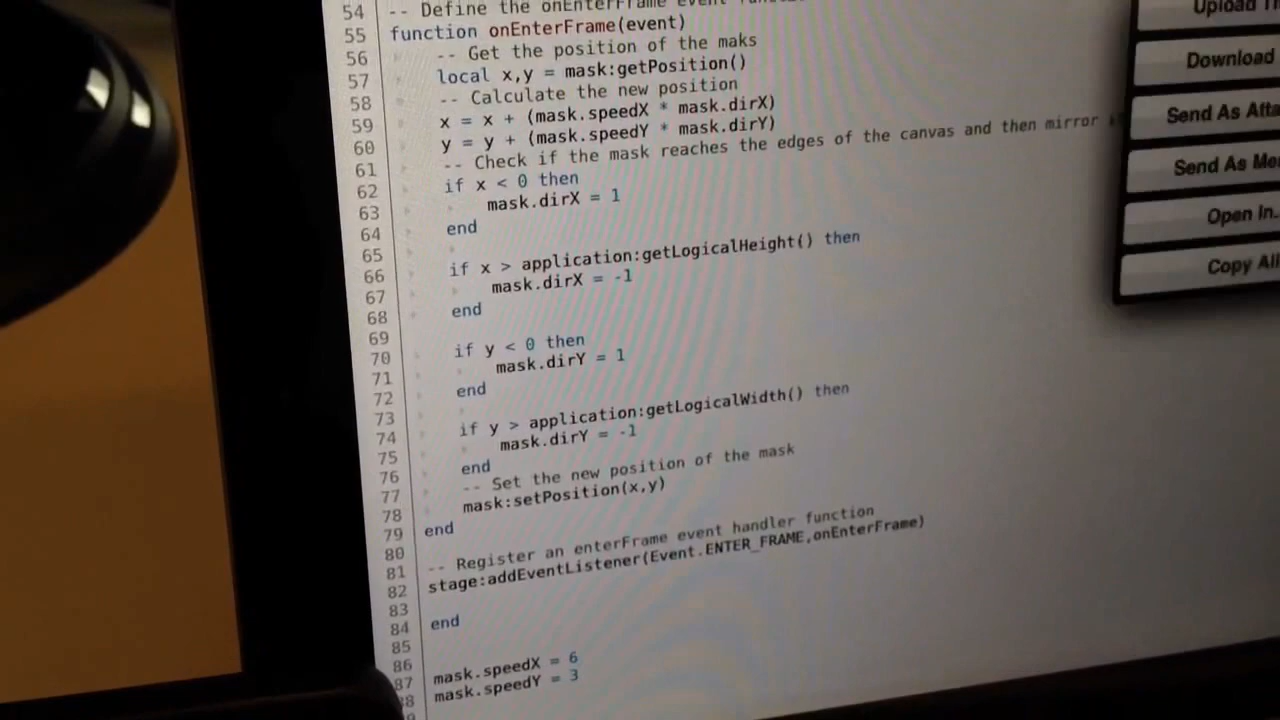 54 -- Define the onEnterFrame event
55 function onEnterFrame(event)
56 -- Get the position of the maks
57 local x,y = mask:getPosition()
58 -- Calculate the new position
59 x = x + (mask.speedX * mask.dirX)
60 y = y + (mask.speedY * mask.dirY)
61 -- Check if the mask reaches the edges of the canvas and then mirror
62 if x < 0 then
63 mask.dirX = 1
64 end
65
66 if x > application:getLogicalHeight() then
67 mask.dirX = -1
68 end
69
70 if y < 0 then
71 mask.dirY = 1
72 end
73
74 if y > application:getLogicalWidth() then
75 mask.dirY = -1
76 end
77 -- Set the new position of the mask
78 mask:setPosition(x,y)
79 end
80
81 -- Register an enterFrame event handler function
82 stage:addEventListener(Event.ENTER_FRAME,onEnterFrame)
83
84 end
85
86
87 mask.speedX = 6
88 mask.speedY = 3
Upload
Download
Send As
Send As
Open In..
Copy All